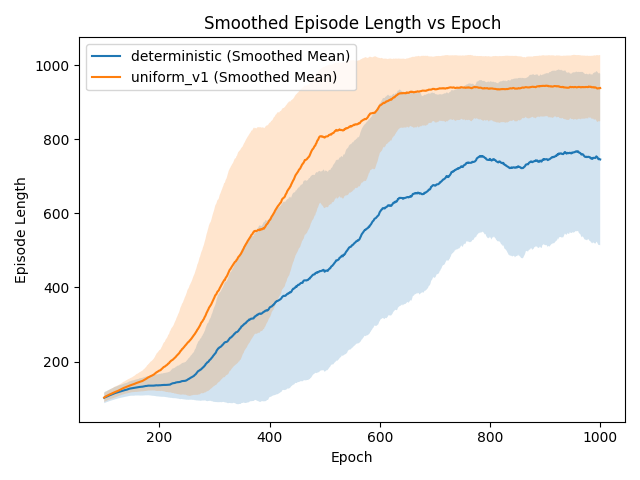 Smoothed Episode Length vs Epoch
deterministic (Smoothed Mean)
uniform_v1 (Smoothed Mean)
Episode Length
1000
800
600
400
200
200 400 600 800 1000
Epoch